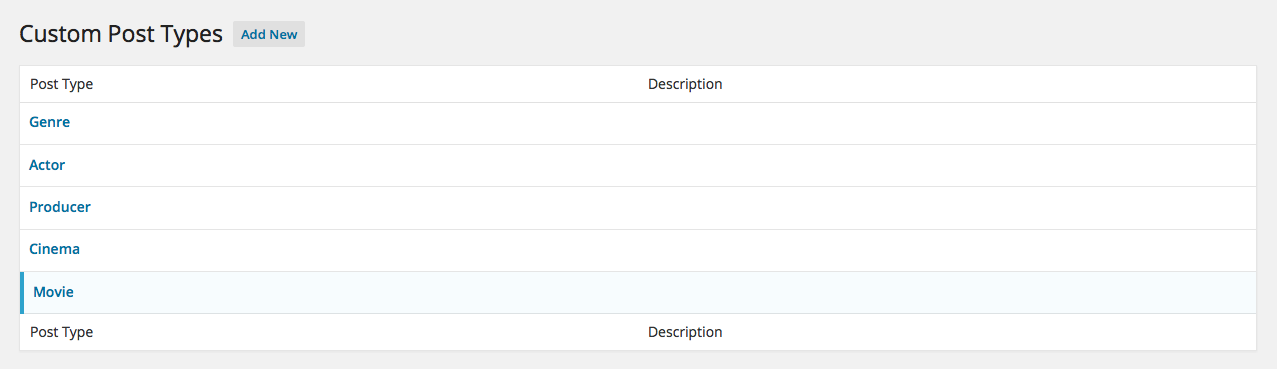 Custom Post Types Add New
Post Type Description
Genre
Actor
Producer
Cinema
Movie
Post Type Description